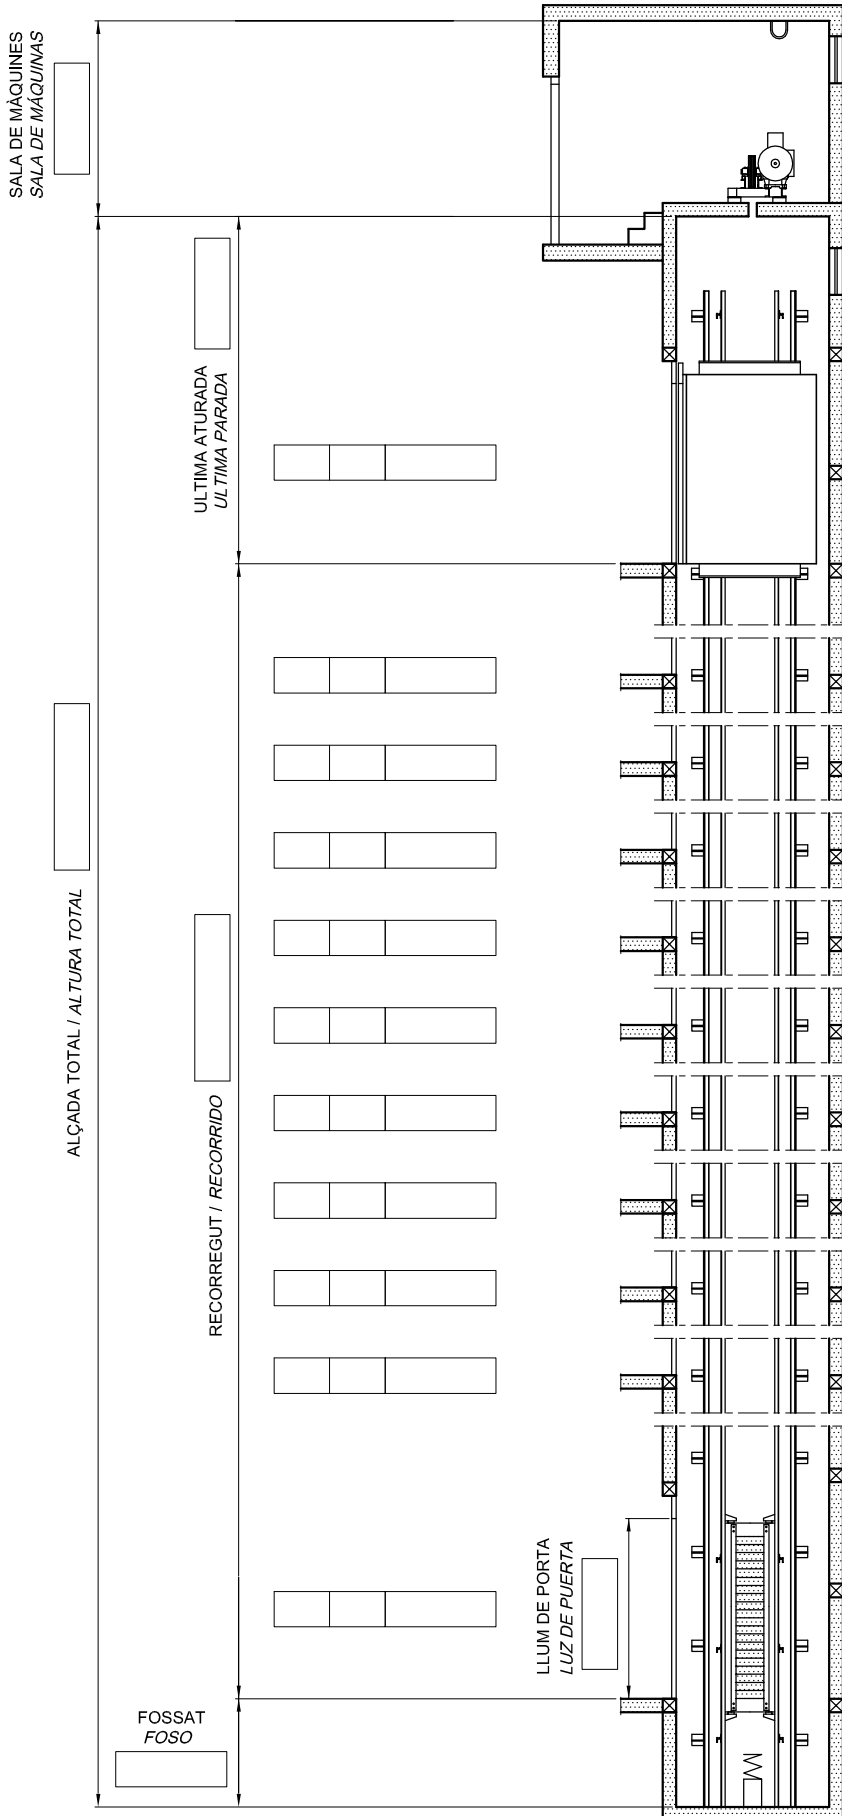 SALA DE MÀQUINES
SALA DE MÁQUINAS
ULTIMA ATURADA
ULTIMA PARADA
ALÇADA TOTAL / ALTURA TOTAL
RECORREGUT / RECORRIDO
LLUM DE PORTA
LUZ DE PUERTA
FOSSAT
FOSO